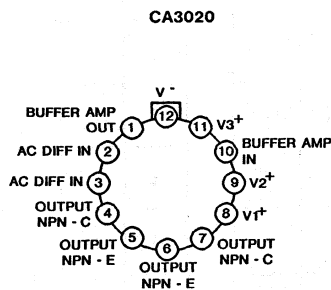 CA3020
V -
12
BUFFER AMP
OUT
1
11
V3+
AC DIFF IN
2
10
BUFFER AMP
IN
AC DIFF IN
3
9
V2+
OUTPUT
NPN - C
4
8
V1+
OUTPUT
NPN - E
5
6
7
OUTPUT
NPN - C
OUTPUT
NPN - E